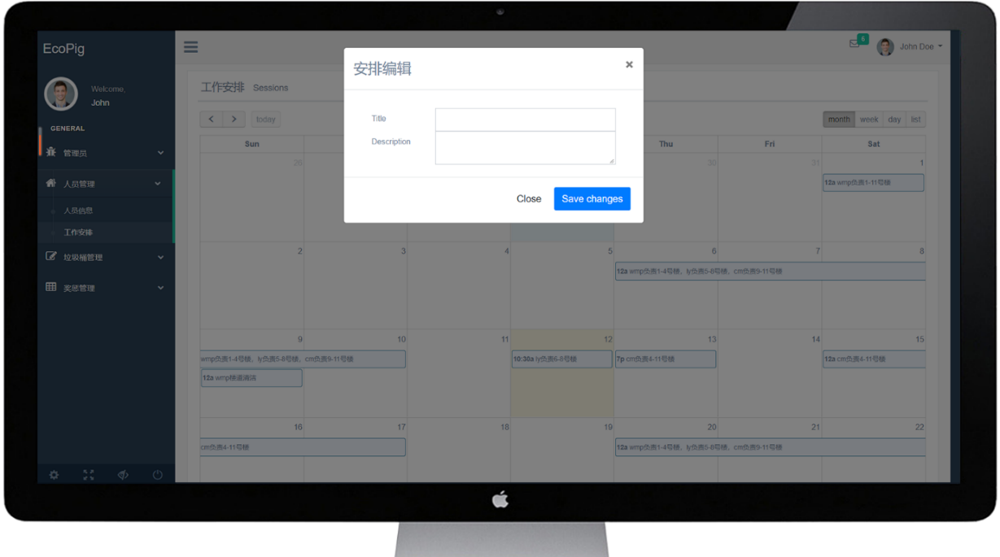 EcoPig
6
John Doe
Welcome,
John
GENERAL
管理员
人员管理
人员信息
工作安排
垃圾桶管理
奖惩管理
安排编辑
×
Title
Description
Close
Save changes
工作安排 Sessions
today
month week day list
Sun Thu Fri Sat
26 30 31 1
12a wmp负责1-11号楼
2 3 4 5 6 7 8
12a wmp负责1-4号楼，ly负责5-8号楼，cm负责9-11号楼
9 10 11 12 13 14 15
wmp负责1-4号楼，ly负责5-8号楼，cm负责9-11号楼
10:30a ly负责6-8号楼
7p cm负责4-11号楼
12a cm负责4-11号楼
12a wmp楼道清洁
16 17 18 19 20 21 22
cm负责4-11号楼
12a wmp负责1-4号楼，ly负责5-8号楼，cm负责9-11号楼